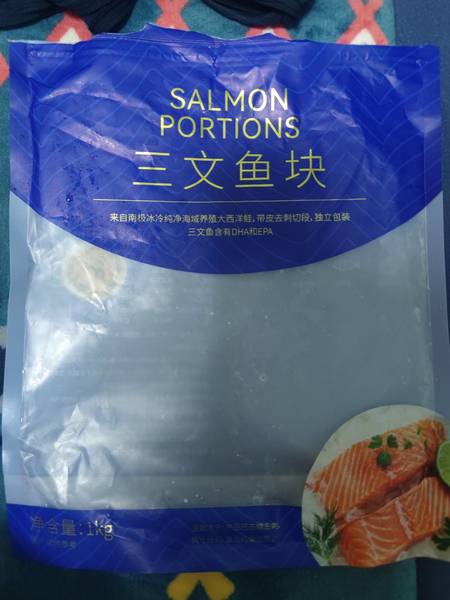 SALMON
PORTIONS
三文鱼块
来自南极冰冷纯净海域养殖大西洋鲑，带皮去刺切段，独立包装
三文鱼含有DHA和EPA
净含量:1kg